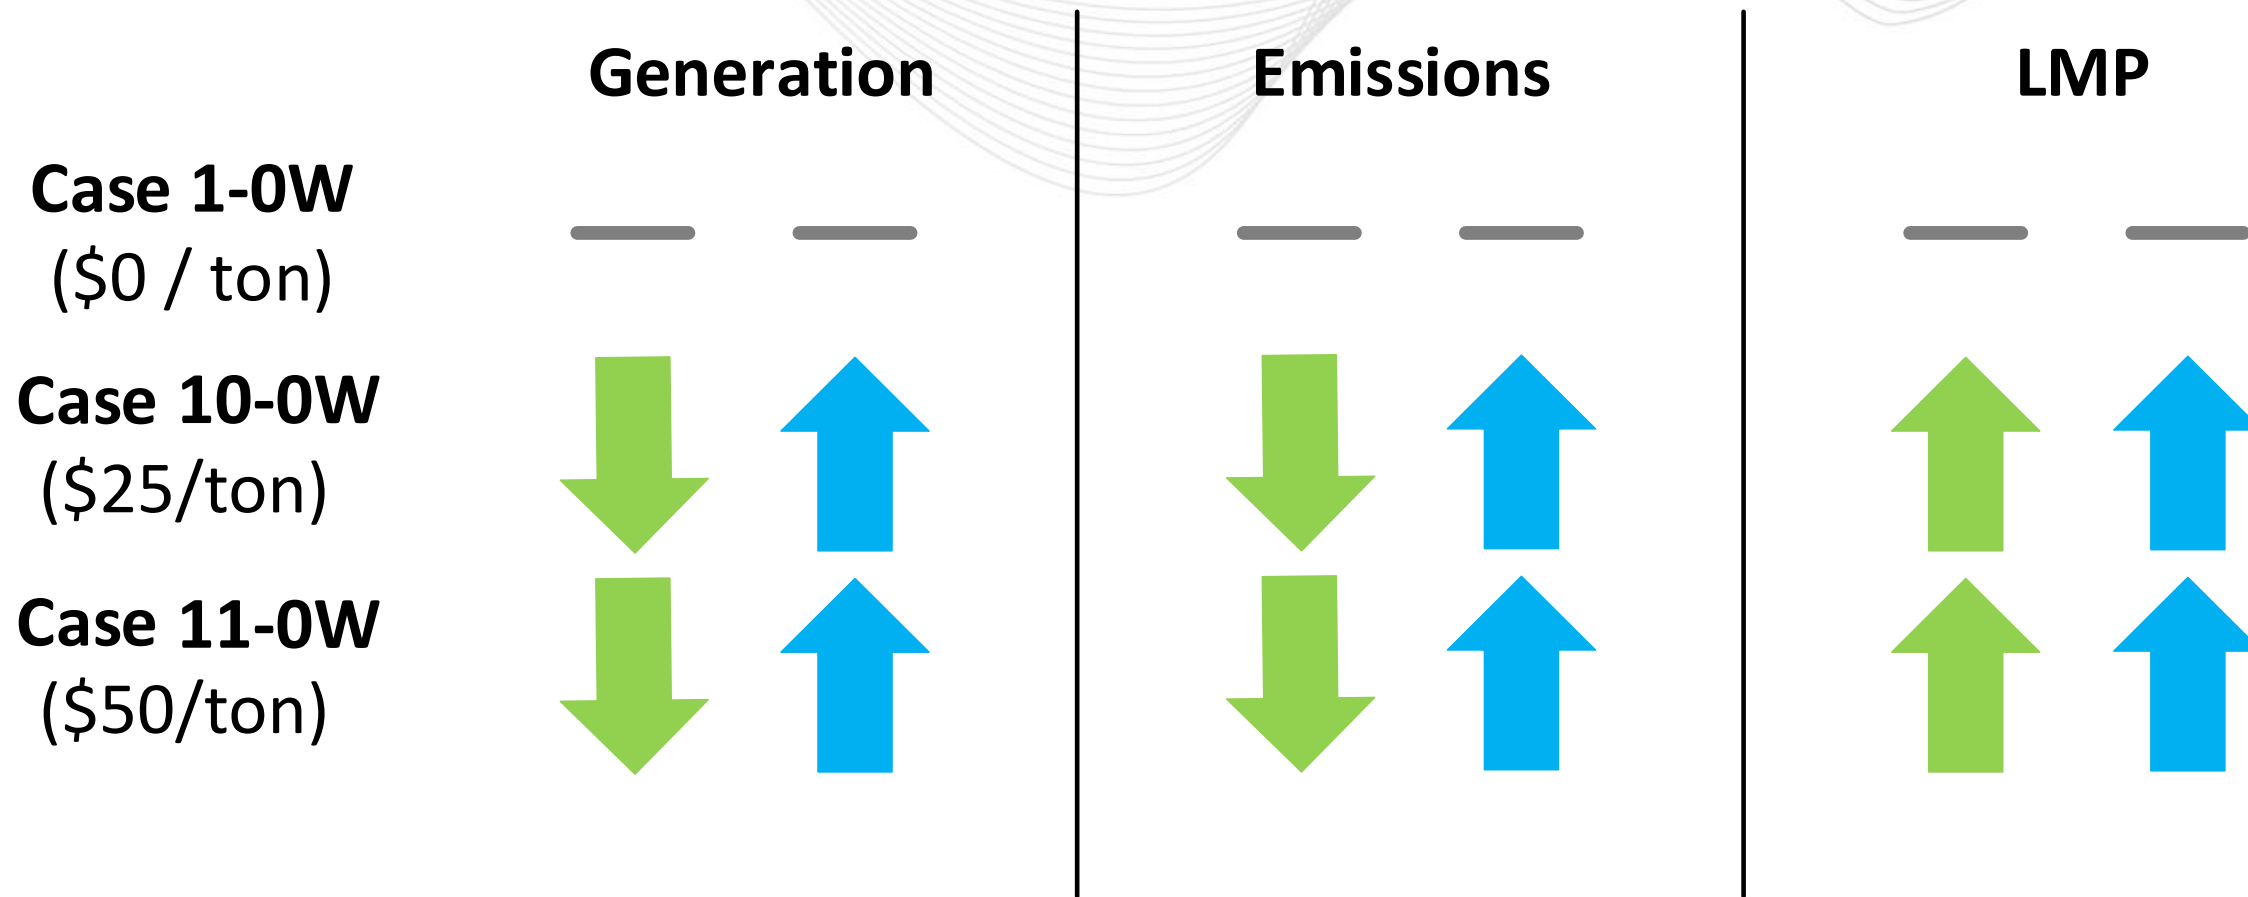 Generation
Emissions
LMP
Case 1-0W
($0 / ton)
Case 10-0W
($25/ton)
Case 11-0W
($50/ton)